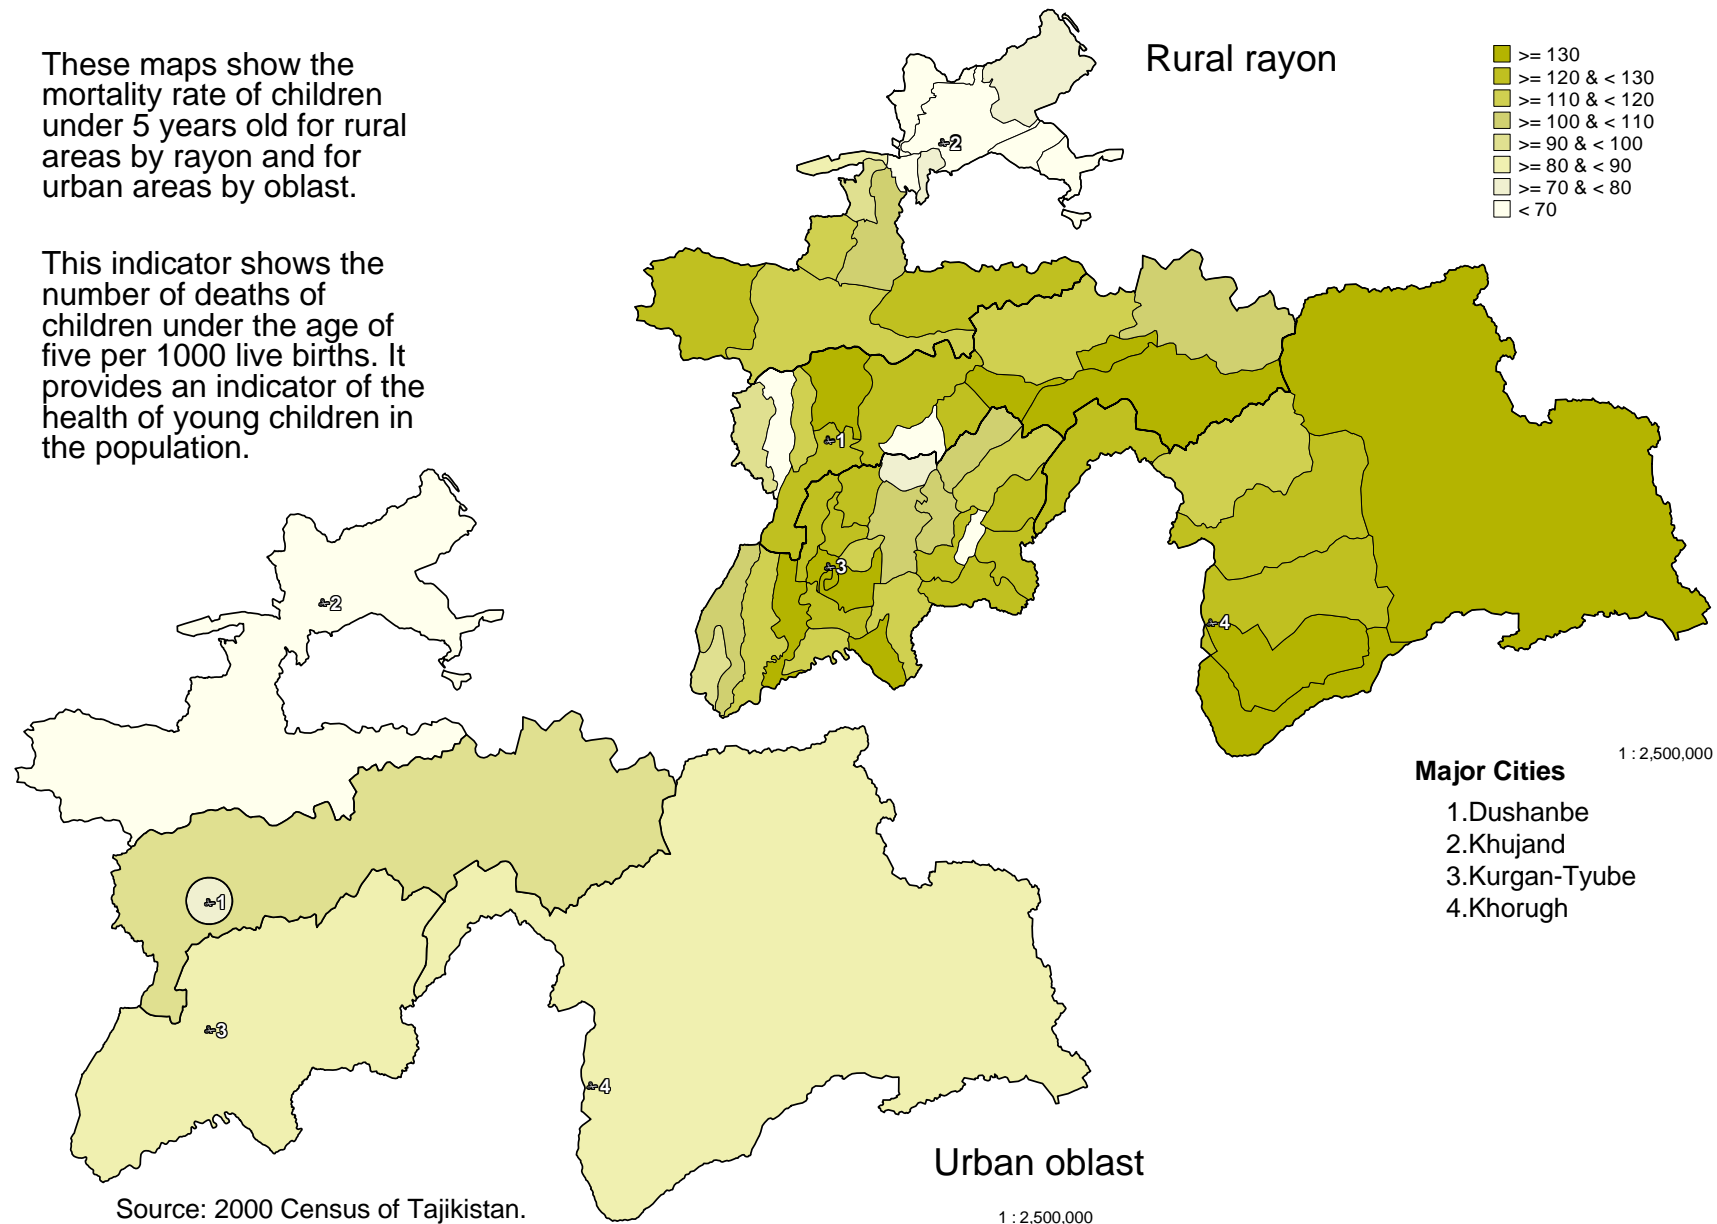 These maps show the
mortality rate of children
under 5 years old for rural
areas by rayon and for
urban areas by oblast.
This indicator shows the
number of deaths of
children under the age of
five per 1000 live births. It
provides an indicator of the
health of young children in
the population.
Rural rayon
>= 130
>= 120 & < 130
>= 110 & < 120
>= 100 & < 110
>= 90 & < 100
>= 80 & < 90
>= 70 & < 80
< 70
2
1
3
4
1 : 2,500,000
Major Cities
1.Dushanbe
2.Khujand
3.Kurgan-Tyube
4.Khorugh
2
1
3
4
Urban oblast
1 : 2,500,000
Source: 2000 Census of Tajikistan.